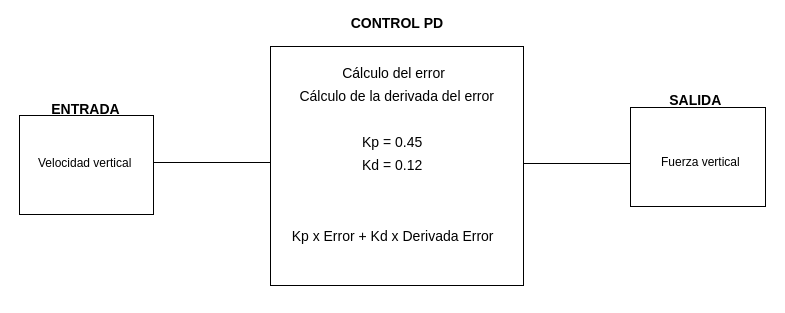 CONTROL PD
ENTRADA
Velocidad vertical
Cálculo del error
Cálculo de la derivada del error
Kp = 0.45
Kd = 0.12
Kp x Error + Kd x Derivada Error
SALIDA
Fuerza vertical